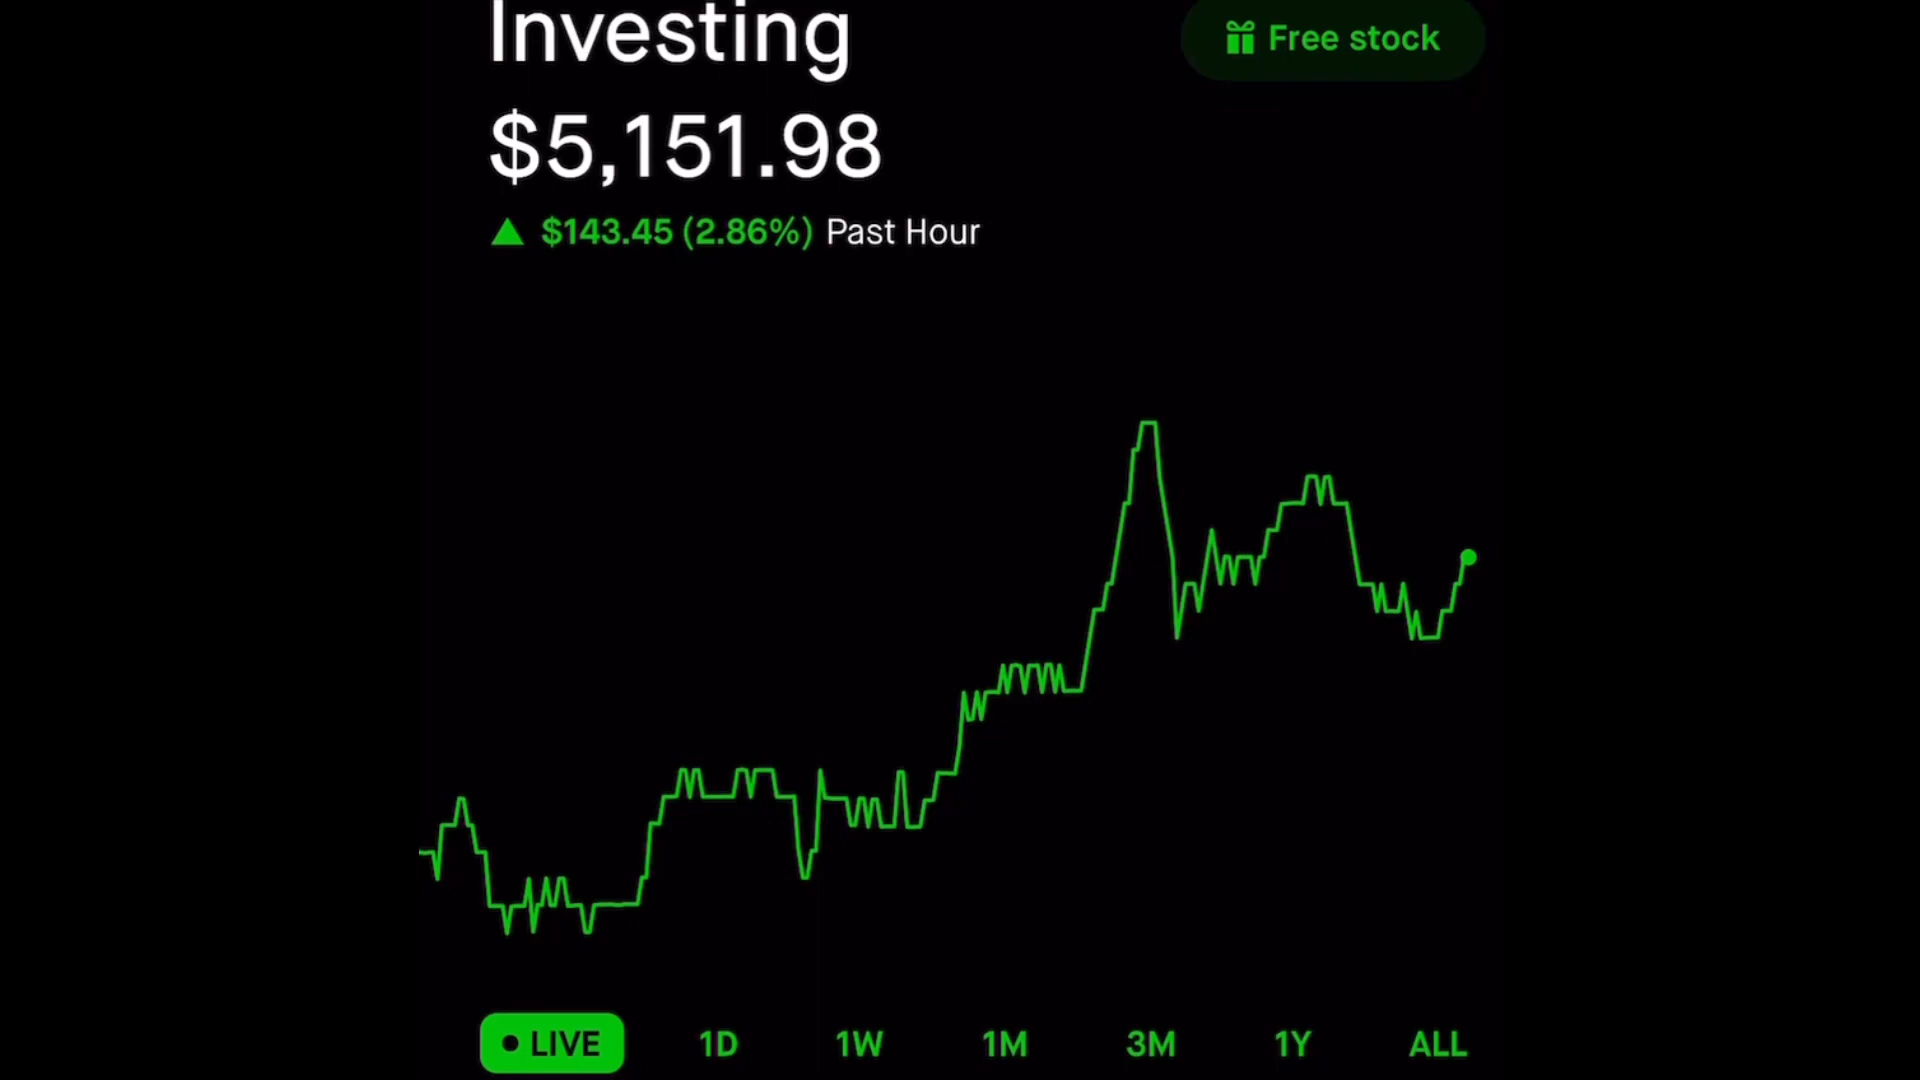 Investing
Free stock
$5,151.98
$143.45 (2.86%) Past Hour
LIVE 1D 1W 1M 3M 1Y ALL